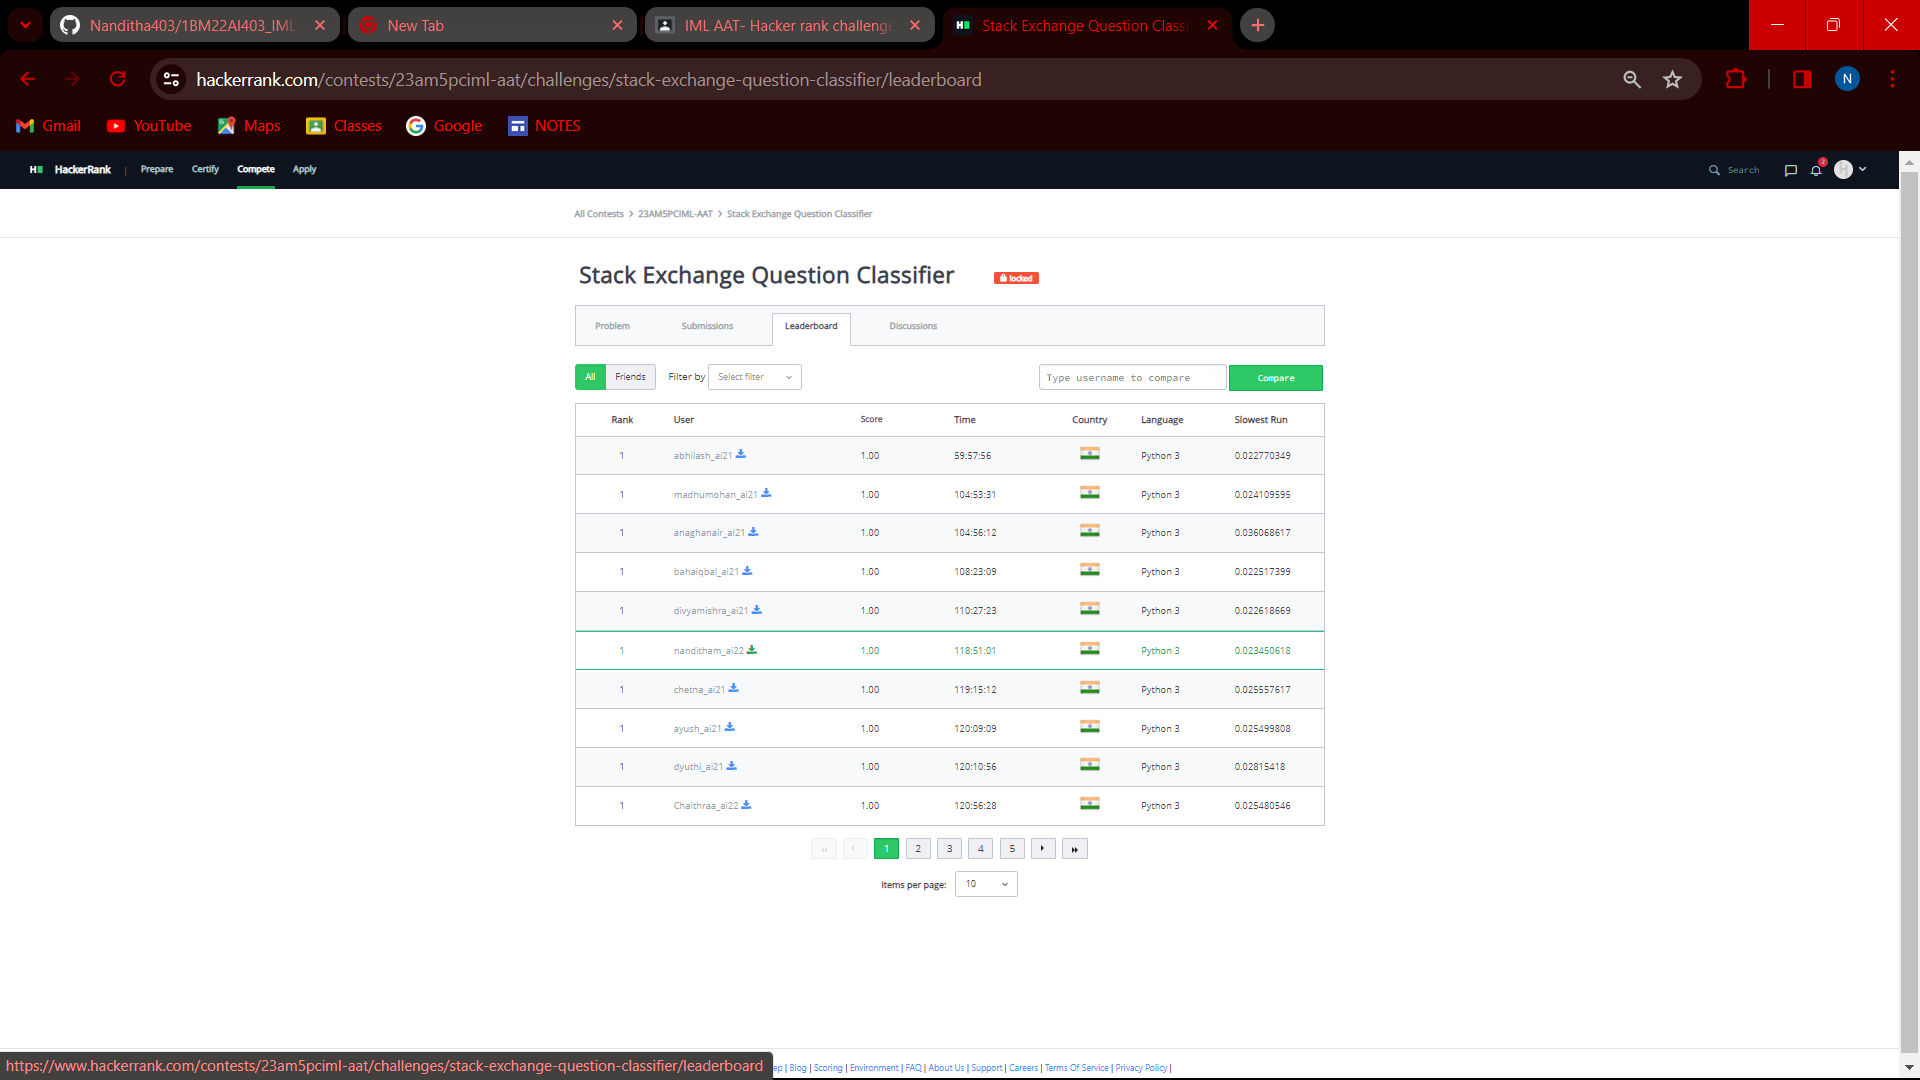 Nanditha403/1BM22AI403_IML
New Tab
IML AAT- Hacker rank challenge
Stack Exchange Question Classi
hackerrank.com/contests/23am5pciml-aat/challenges/stack-exchange-question-classifier/leaderboard
N
Gmail YouTube Maps Classes Google NOTES
HackerRank | Prepare Certify Compete Apply Search 2
All Contests > 23AM5PCIML-AAT > Stack Exchange Question Classifier
Stack Exchange Question Classifier locked
Problem Submissions Leaderboard Discussions
All Friends Filter by Select filter Type username to compare Compare
Rank User Score Time Country Language Slowest Run
1 abhilash_ai21 1.00 59:57:56 Python 3 0.022770349
1 madhumohan_ai21 1.00 104:53:31 Python 3 0.024109595
1 anaghanair_ai21 1.00 104:56:12 Python 3 0.036068617
1 bahaiqbal_ai21 1.00 108:23:09 Python 3 0.022517399
1 divyamishra_ai21 1.00 110:27:23 Python 3 0.022618669
1 nanditham_ai22 1.00 118:51:01 Python 3 0.023450618
1 chetna_ai21 1.00 119:15:12 Python 3 0.025557617
1 ayush_ai21 1.00 120:09:09 Python 3 0.025499808
1 dyuthi_ai21 1.00 120:10:56 Python 3 0.02815418
1 Chaithraa_ai22 1.00 120:56:28 Python 3 0.025480546
1 2 3 4 5
Items per page: 10
https://www.hackerrank.com/contests/23am5pciml-aat/challenges/stack-exchange-question-classifier/leaderboard
| Blog | Scoring | Environment | FAQ | About Us | Support | Careers | Terms Of Service | Privacy Policy |